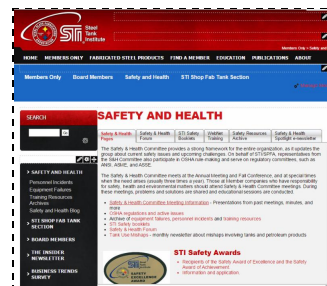 STI Steel
Tank
Institute
HOME MEMBERS ONLY FABRICATED STEEL PRODUCTS FIND A MEMBER EDUCATION PUBLICATIONS ABOUT
Members Only Board Members Safety and Health STI Shop Fab Tank Section
SEARCH
Go
SAFETY AND HEALTH
Personnel Incidents
Equipment Failures
Training Resources
Archives
Safety and Health Blog
STI SHOP FAB TANK
SECTION
BOARD MEMBERS
THE INSIDER
NEWSLETTER
BUSINESS TRENDS
SURVEY
SAFETY AND HEALTH
Safety & Health Pages
Safety & Health Forum
STI Safety Booklets
Training
Safety Resources Archive
Safety & Health Spotlight e-newsletter
The Safety & Health Committee provides a strong framework for the entire organization, as it updates the
group about current safety issues and upcoming challenges. On behalf of STI/SPFA, representatives from
the S&H Committee also participate in OSHA rule-making and serve on regulatory committees, such as
ANSI, ASME, and ASSE.
The Safety & Health Committee meets at the Annual Meeting and Fall Conference, and at special times
when the need arises (usually three times a year). Those all Member companies who have responsibility
for safety, health and environmental matters should attend Safety & Health Committee meetings. During
these meetings, problems and solutions are shared and educational sessions are conducted.
Safety & Health Committee Meeting Information - Presentations from past meetings, minutes, and
more
OSHA regulations and active issues
Archive of equipment failures, personnel incidents and training resources
STI Safety booklets
Safety & Health Forum
Tank Use Mishaps - monthly newsletter about mishaps involving tanks and petroleum products
SAFETY
EXCELLENCE
AWARD
STI Safety Awards
Recipients of the Safety Award of Excellence and the Safety
Award of Achievement.
Information and application.